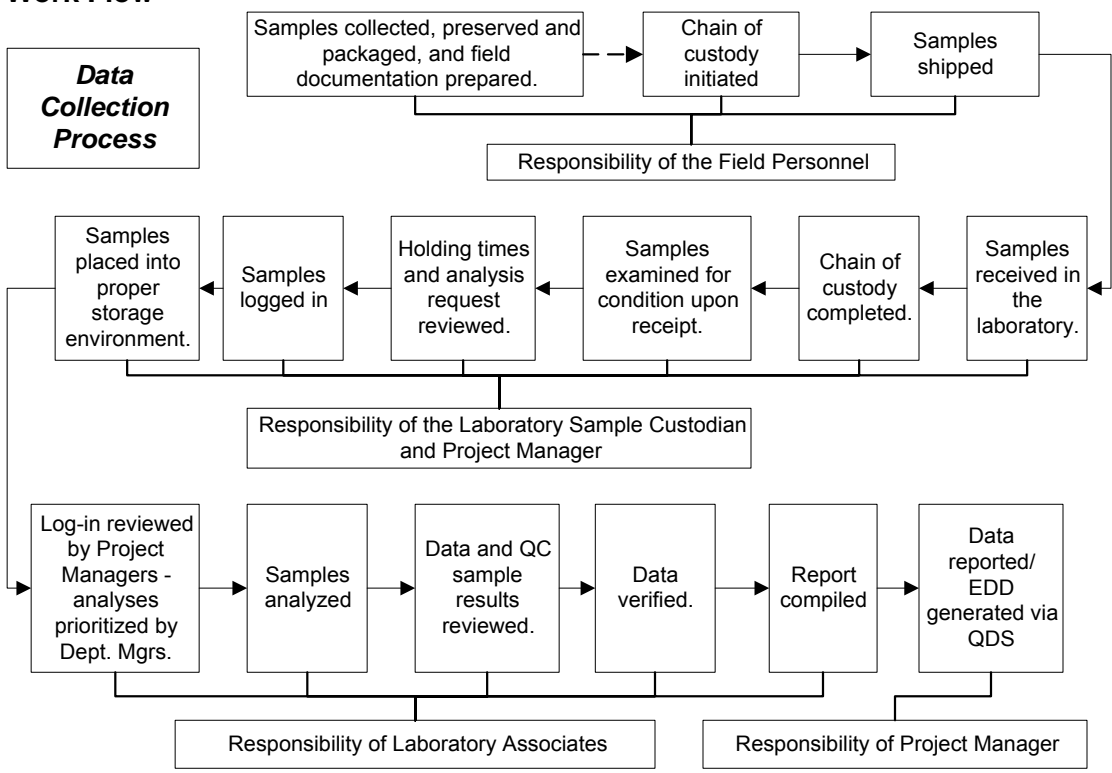 Work Flow
Data
Collection
Process
Samples collected, preserved and
packaged, and field
documentation prepared.
Chain of
custody
initiated
Samples
shipped
Responsibility of the Field Personnel
Samples
placed into
proper
storage
environment.
Samples
logged in
Holding times
and analysis
request
reviewed.
Samples
examined for
condition upon
receipt.
Chain of
custody
completed.
Samples
received in
the
laboratory.
Responsibility of the Laboratory Sample Custodian
and Project Manager
Log-in reviewed
by Project
Managers -
analyses
prioritized by
Dept. Mgrs.
Samples
analyzed
Data and QC
sample
results
reviewed.
Data
verified.
Report
compiled
Data
reported/
EDD
generated via
QDS
Responsibility of Laboratory Associates
Responsibility of Project Manager